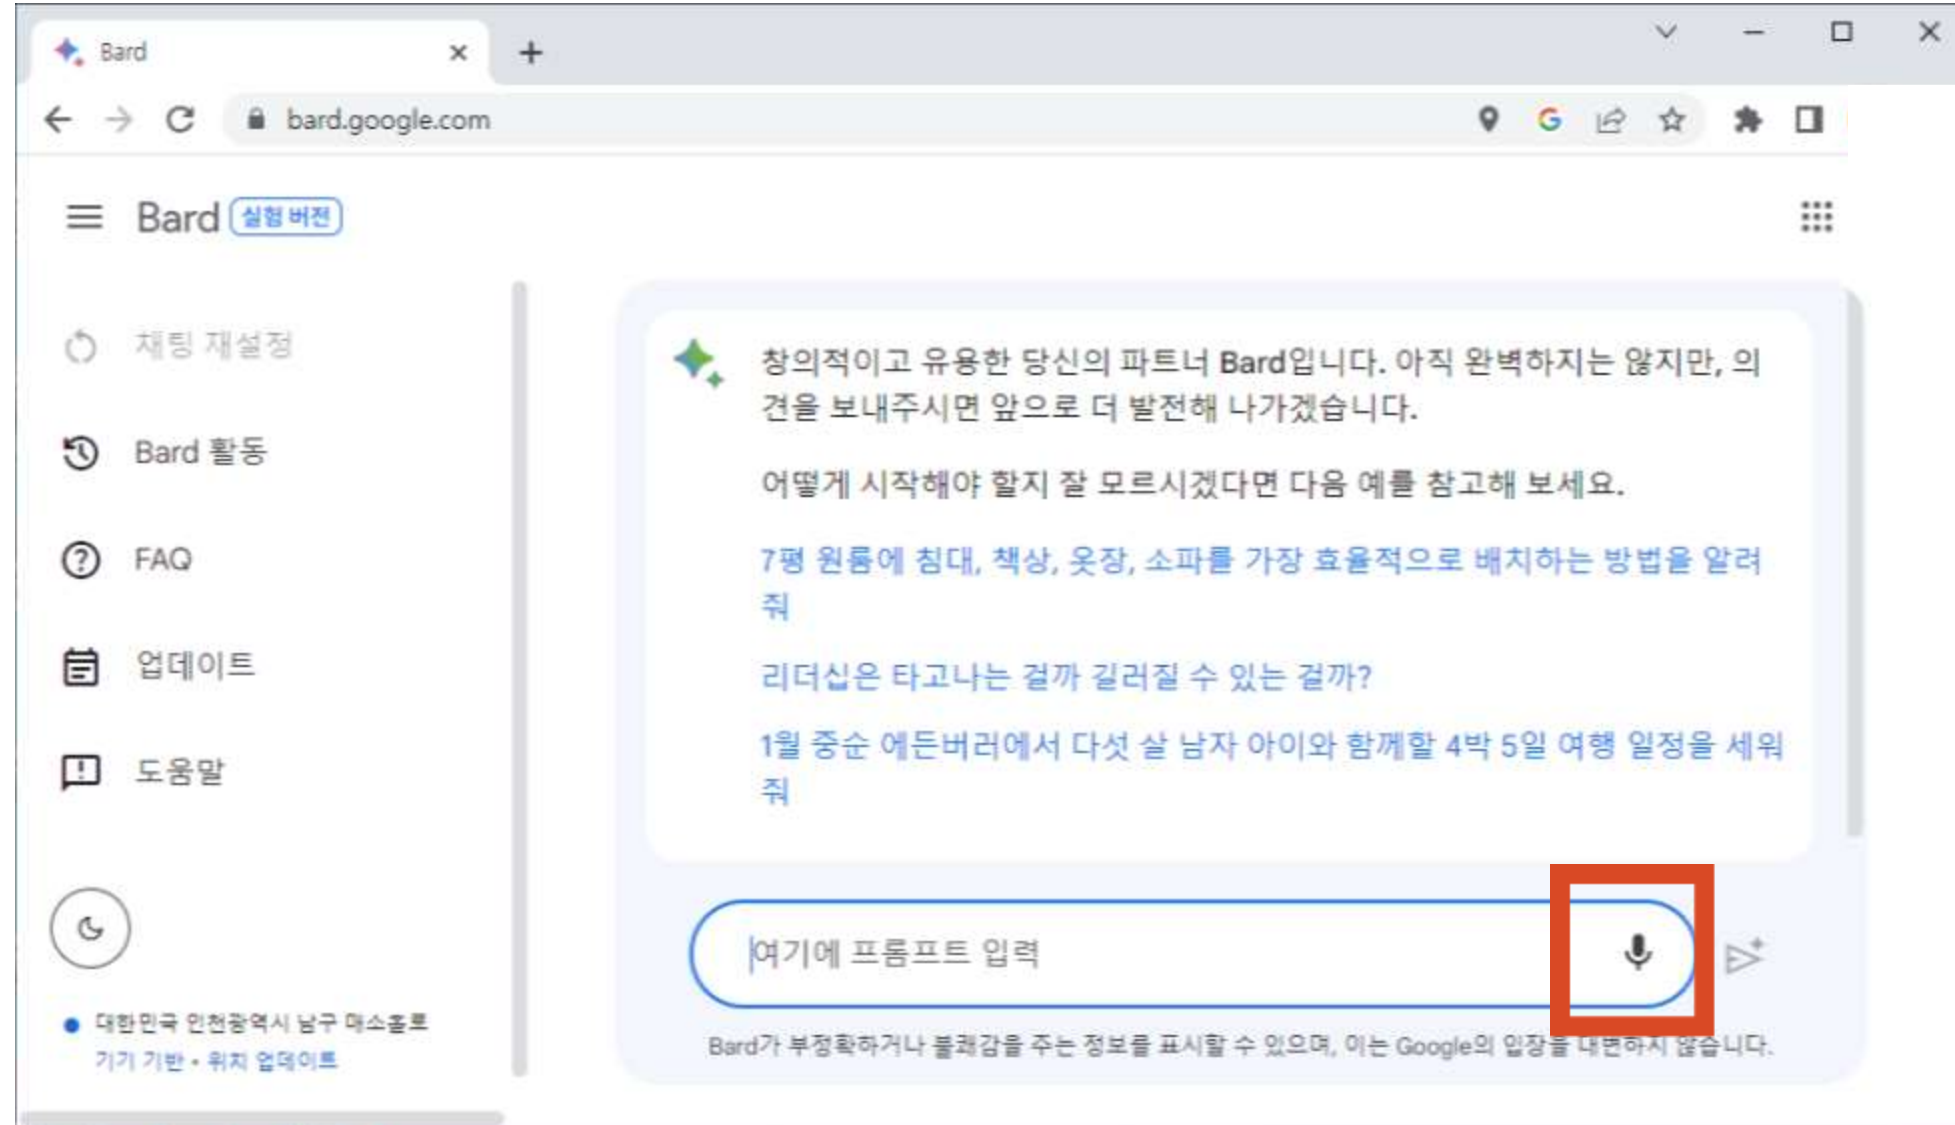 Bard
bard.google.com
Bard 실험 버전
채팅 재설정
Bard 활동
FAQ
업데이트
도움말
대한민국 인천광역시 남구 매소홀로
기기 기반 • 위치 업데이트
창의적이고 유용한 당신의 파트너 Bard입니다. 아직 완벽하지는 않지만, 의
견을 보내주시면 앞으로 더 발전해 나가겠습니다.
어떻게 시작해야 할지 잘 모르시겠다면 다음 예를 참고해 보세요.
7평 원룸에 침대, 책상, 옷장, 소파를 가장 효율적으로 배치하는 방법을 알려
줘
리더십은 타고나는 걸까 길러질 수 있는 걸까?
1월 중순 에든버러에서 다섯 살 남자 아이와 함께할 4박 5일 여행 일정을 세워
줘
여기에 프롬프트 입력
Bard가 부정확하거나 불쾌감을 주는 정보를 표시할 수 있으며, 이는 Google의 입장을 대변하지 않습니다.